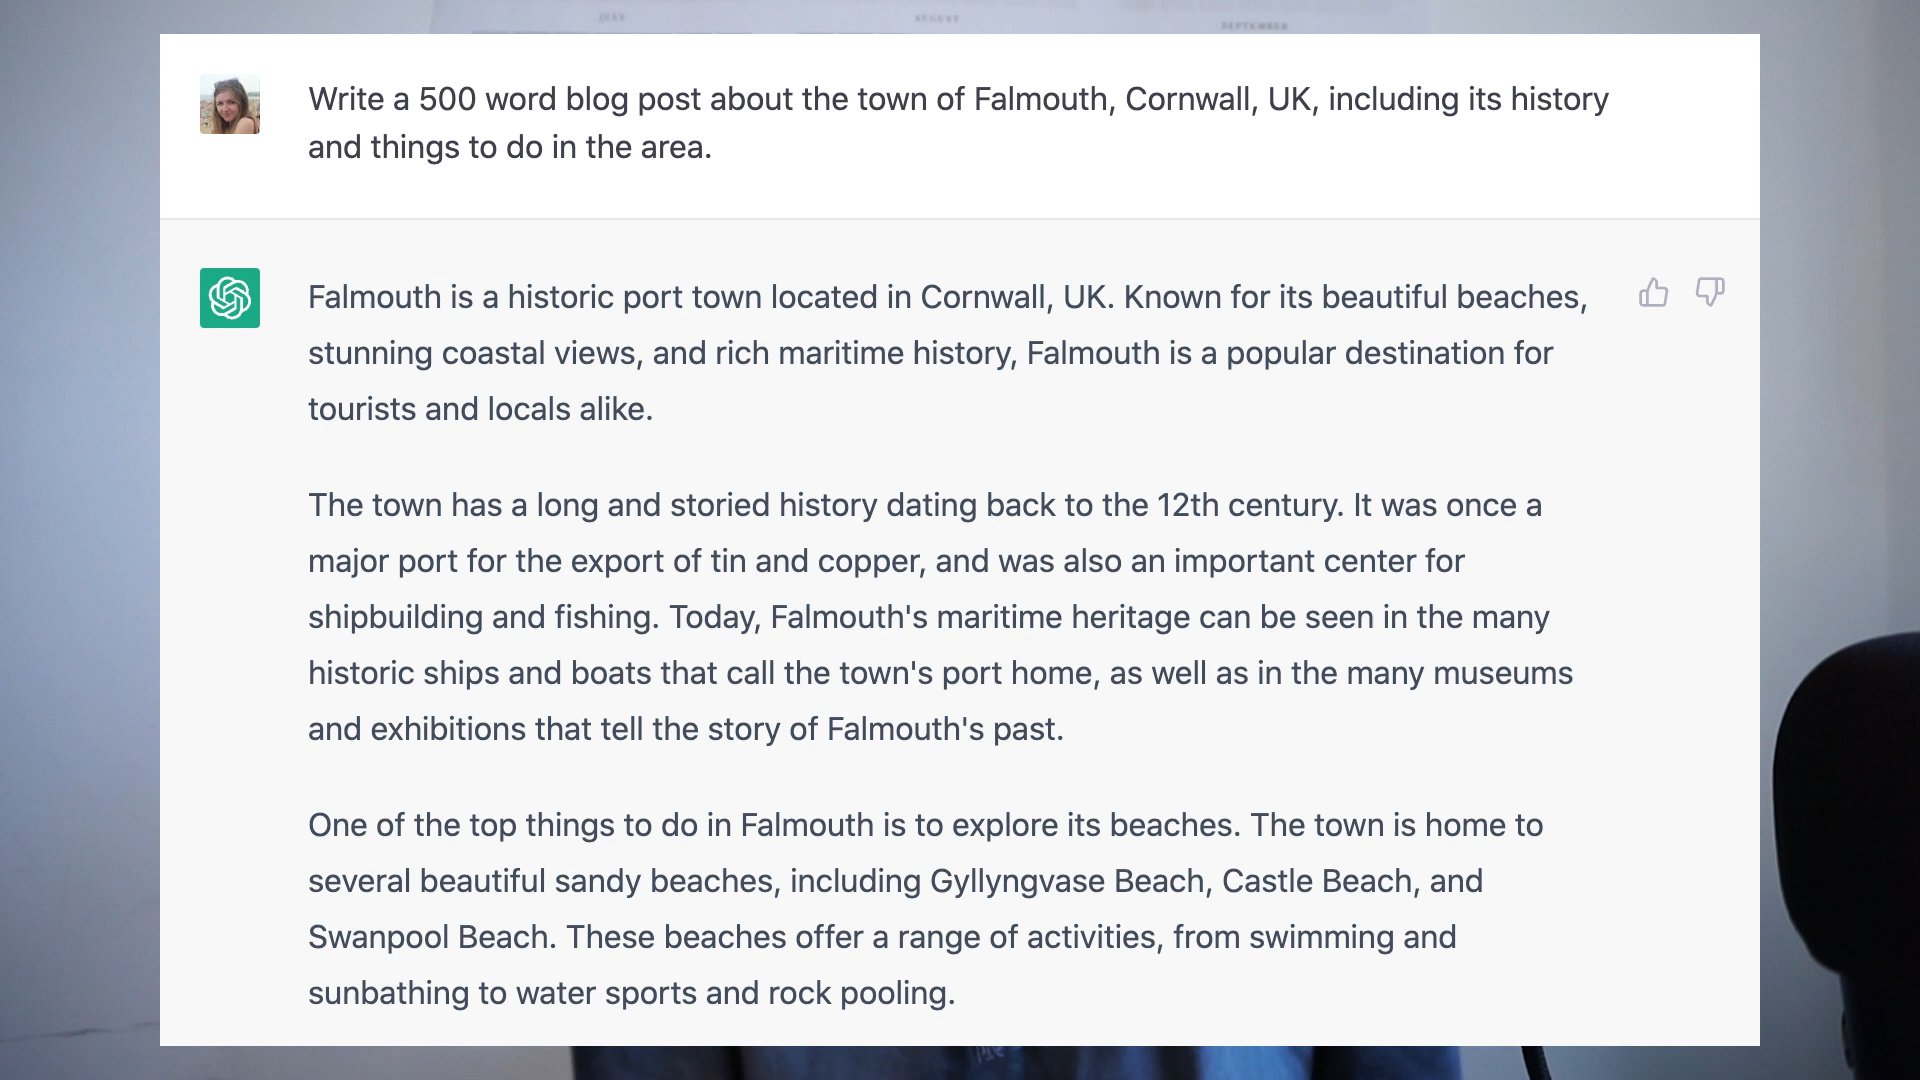 JULY
AUGUST
SEPTEMBER
Write a 500 word blog post about the town of Falmouth, Cornwall, UK, including its history
and things to do in the area.
Falmouth is a historic port town located in Cornwall, UK. Known for its beautiful beaches,
stunning coastal views, and rich maritime history, Falmouth is a popular destination for
tourists and locals alike.
The town has a long and storied history dating back to the 12th century. It was once a
major port for the export of tin and copper, and was also an important center for
shipbuilding and fishing. Today, Falmouth's maritime heritage can be seen in the many
historic ships and boats that call the town's port home, as well as in the many museums
and exhibitions that tell the story of Falmouth's past.
One of the top things to do in Falmouth is to explore its beaches. The town is home to
several beautiful sandy beaches, including Gyllyngvase Beach, Castle Beach, and
Swanpool Beach. These beaches offer a range of activities, from swimming and
sunbathing to water sports and rock pooling.